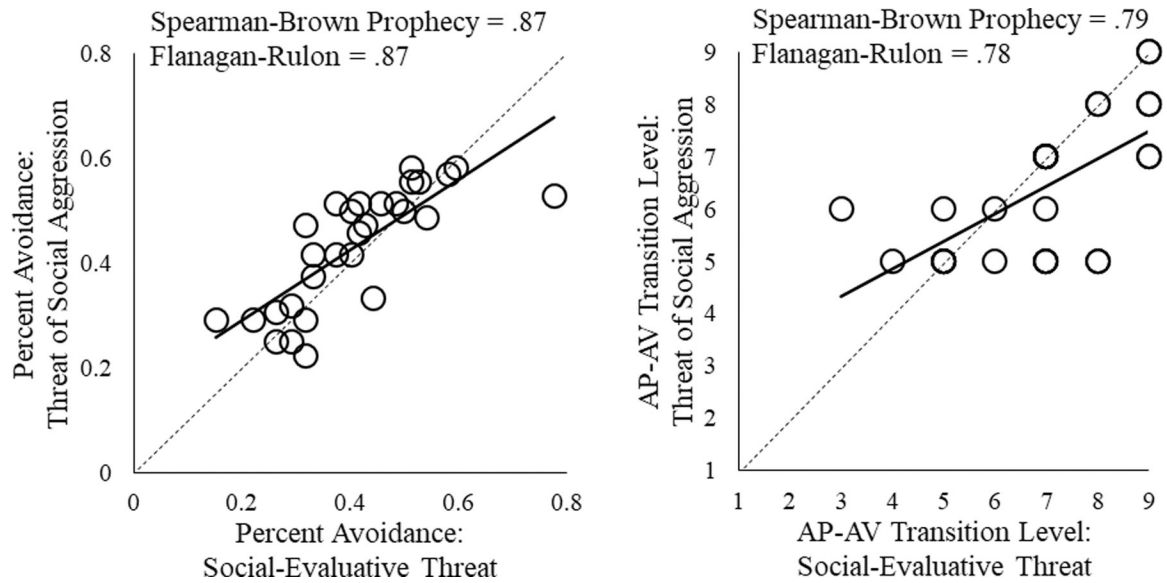 Spearman-Brown Prophecy = .87
Flanagan-Rulon = .87
Percent Avoidance:
Threat of Social Aggression
0.8
0.6
0.4
0.2
0
0 0.2 0.4 0.6 0.8
Percent Avoidance:
Social-Evaluative Threat
Spearman-Brown Prophecy = .79
Flanagan-Rulon = .78
AP-AV Transition Level:
Threat of Social Aggression
9
8
7
6
5
4
3
2
1
1 2 3 4 5 6 7 8 9
AP-AV Transition Level:
Social-Evaluative Threat